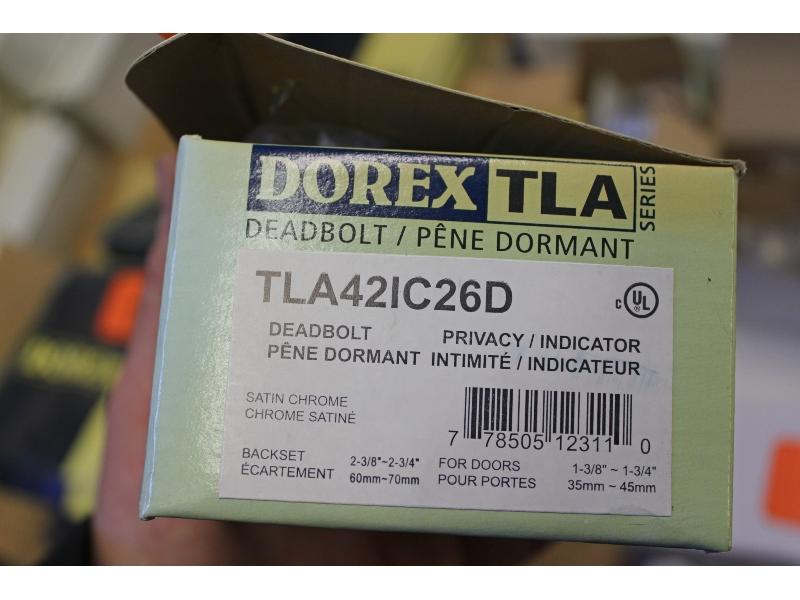 DOREX TLA SERIES
DEADBOLT / PÊNE DORMANT
TLA42IC26D
C UL
DEADBOLT PRIVACY / INDICATOR
PÊNE DORMANT INTIMITÉ / INDICATEUR
SATIN CHROME
CHROME SATINÉ
7 78505 12311 0
BACKSET 2-3/8"~2-3/4" FOR DOORS 1-3/8" ~ 1-3/4"
ÉCARTEMENT 60mm~70mm POUR PORTES 35mm ~ 45mm